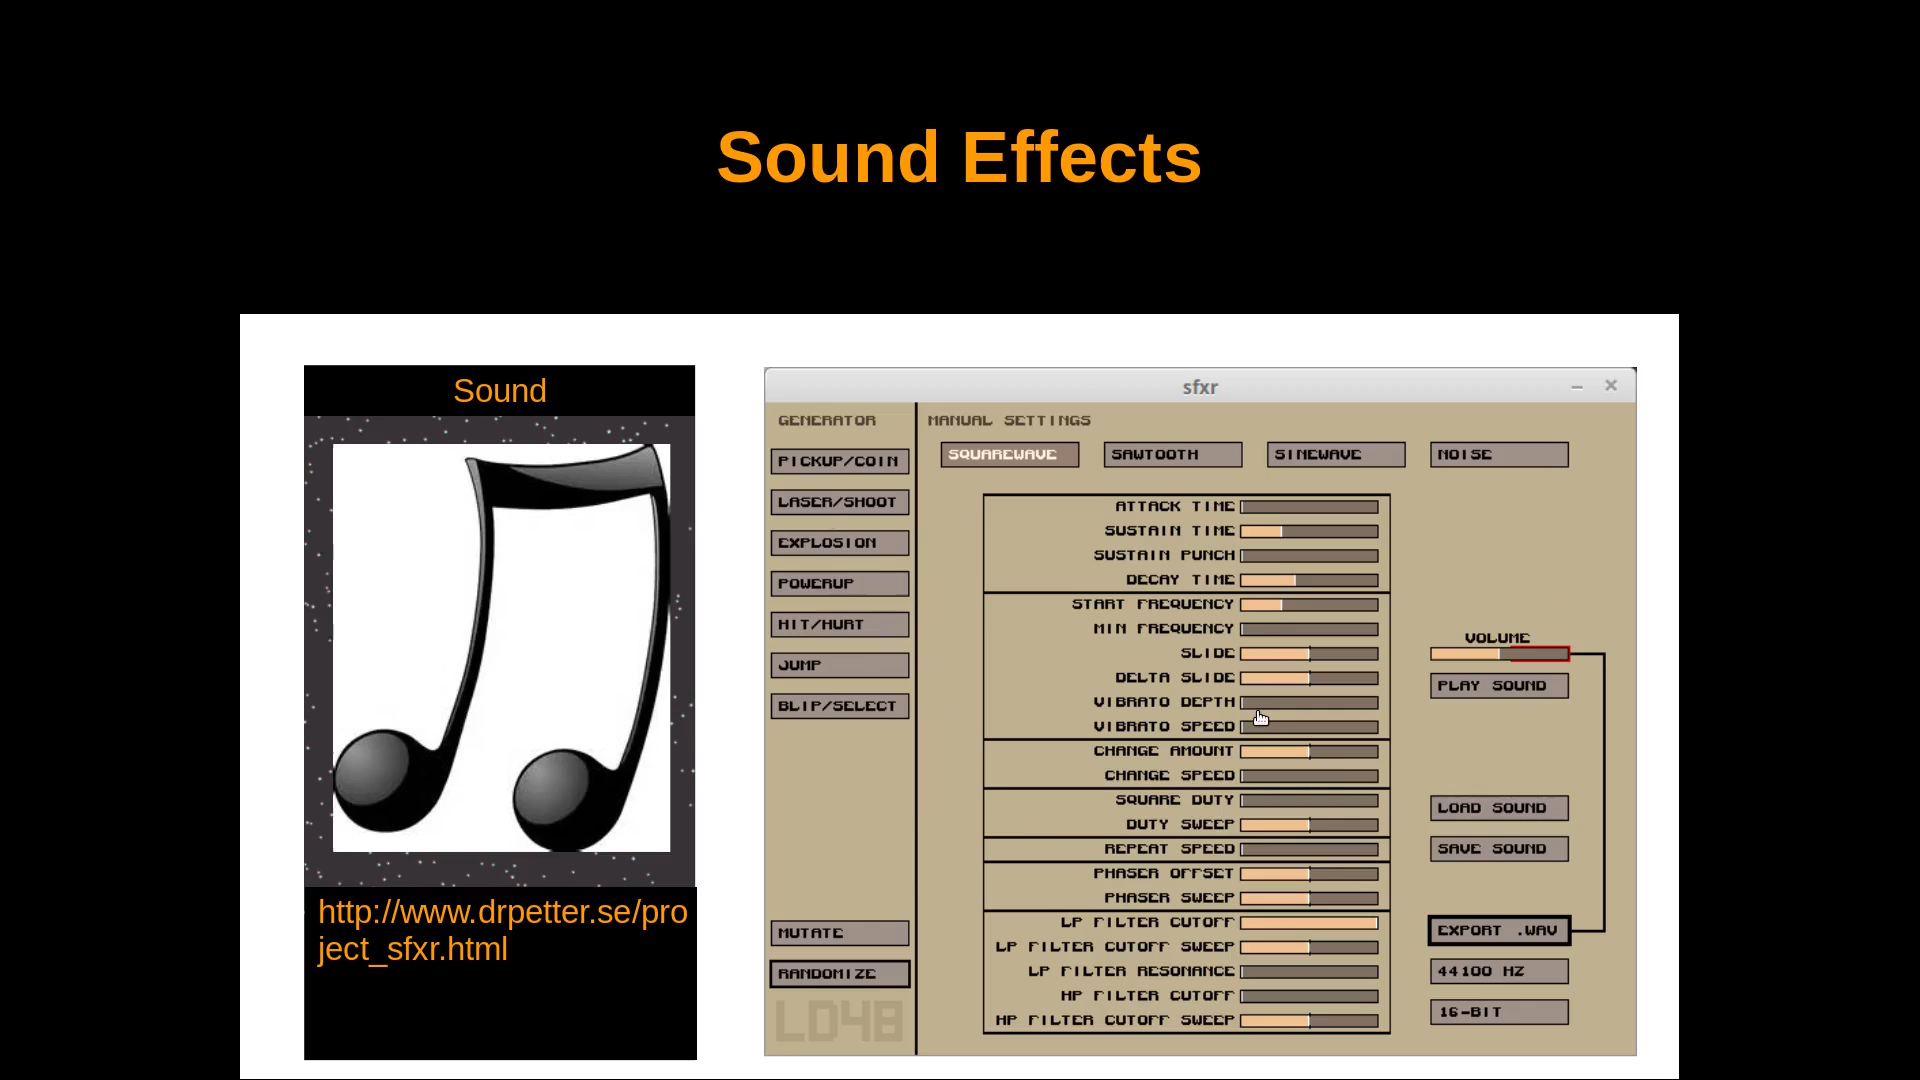 Sound Effects
Sound
http://www.drpetter.se/pro
ject_sfxr.html
sfxr
GENERATOR
PICKUP/COIN
LASER/SHOOT
EXPLOSION
POWERUP
HIT/HURT
JUMP
BLIP/SELECT
MUTATE
RANDOMIZE
LD48
MANUAL SETTINGS
SQUAREWAVE SAWTOOTH SINEWAVE NOISE
ATTACK TIME
SUSTAIN TIME
SUSTAIN PUNCH
DECAY TIME
START FREQUENCY
MIN FREQUENCY
SLIDE
DELTA SLIDE
VIBRATO DEPTH
VIBRATO SPEED
CHANGE AMOUNT
CHANGE SPEED
SQUARE DUTY
DUTY SWEEP
REPEAT SPEED
PHASER OFFSET
PHASER SWEEP
LP FILTER CUTOFF
LP FILTER CUTOFF SWEEP
LP FILTER RESONANCE
HP FILTER CUTOFF
HP FILTER CUTOFF SWEEP
VOLUME
PLAY SOUND
LOAD SOUND
SAVE SOUND
EXPORT .WAV
44100 HZ
16-BIT